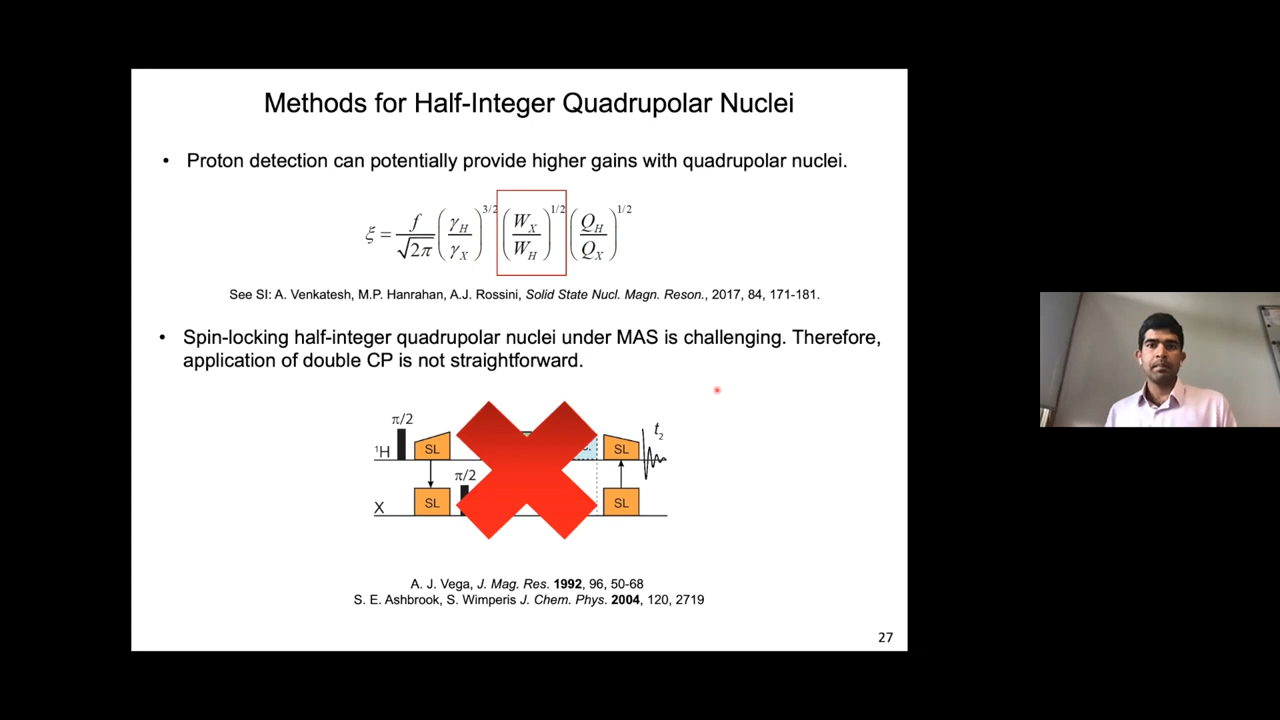 Methods for Half-Integer Quadrupolar Nuclei
• Proton detection can potentially provide higher gains with quadrupolar nuclei.
ξ = f/√2π (γH/γX)^3/2 (WX/WH)^1/2 (QH/QX)^1/2
See SI: A. Venkatesh, M.P. Hanrahan, A.J. Rossini, Solid State Nucl. Magn. Reson., 2017, 84, 171-181.
• Spin-locking half-integer quadrupolar nuclei under MAS is challenging. Therefore,
application of double CP is not straightforward.
π/2
t2
¹H SL SL
π/2
X SL SL
A. J. Vega, J. Mag. Res. 1992, 96, 50-68
S. E. Ashbrook, S. Wimperis J. Chem. Phys. 2004, 120, 2719
27